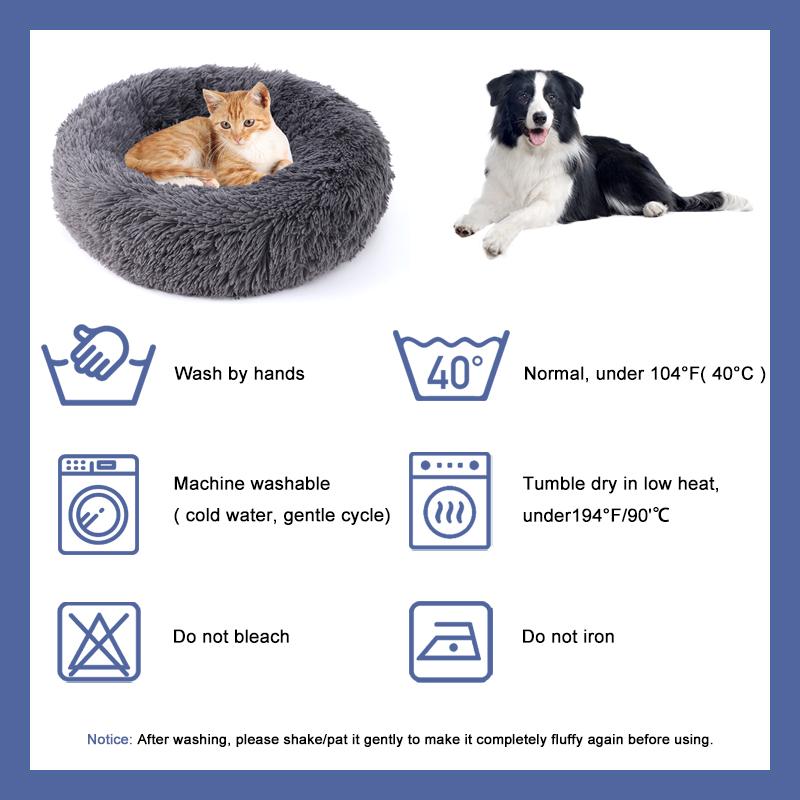 Wash by hands
40°
Normal, under 104°F( 40°C )
Machine washable
( cold water, gentle cycle)
Tumble dry in low heat,
under194°F/90'℃
Do not bleach
Do not iron
Notice: After washing, please shake/pat it gently to make it completely fluffy again before using.